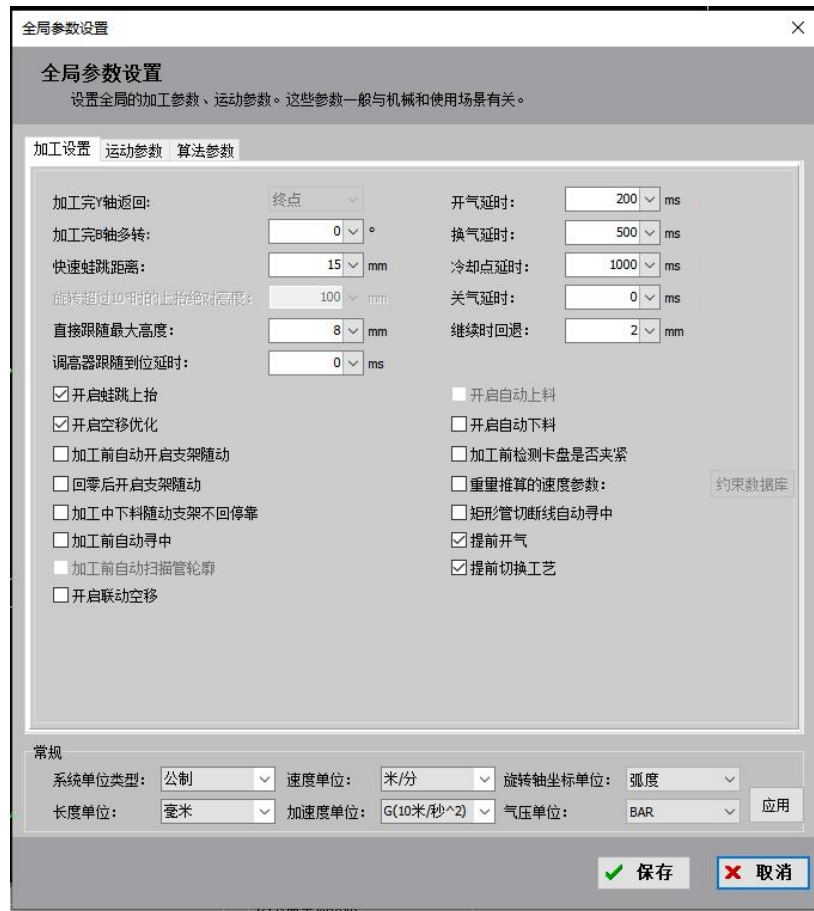 全局参数设置
全局参数设置
设置全局的加工参数、运动参数。这些参数一般与机械和使用场景有关。
加工设置 运动参数 算法参数
加工完Y轴返回: 终点 开气延时: 200 ms
加工完B轴多转: 0 ° 换气延时: 500 ms
快速蛙跳距离: 15 mm 冷却点延时: 1000 ms
100 mm 关气延时: 0 ms
直接跟随最大高度: 8 mm 继续时回退: 2 mm
调高器跟随到位延时: 0 ms
开启蛙跳上抬 开启自动上料
开启空移优化 开启自动下料
加工前自动开启支架随动 加工前检测卡盘是否夹紧
回零后开启支架随动 重量推算的速度参数: 约束数据库
加工中下料随动支架不回停靠 矩形管切断线自动寻中
加工前自动寻中 提前开气
加工前自动扫描管轮廓 提前切换工艺
开启联动空移
常规
系统单位类型: 公制 速度单位: 米/分 旋转轴坐标单位: 弧度
长度单位: 毫米 加速度单位: G(10米/秒^2) 气压单位: BAR 应用
保存 取消